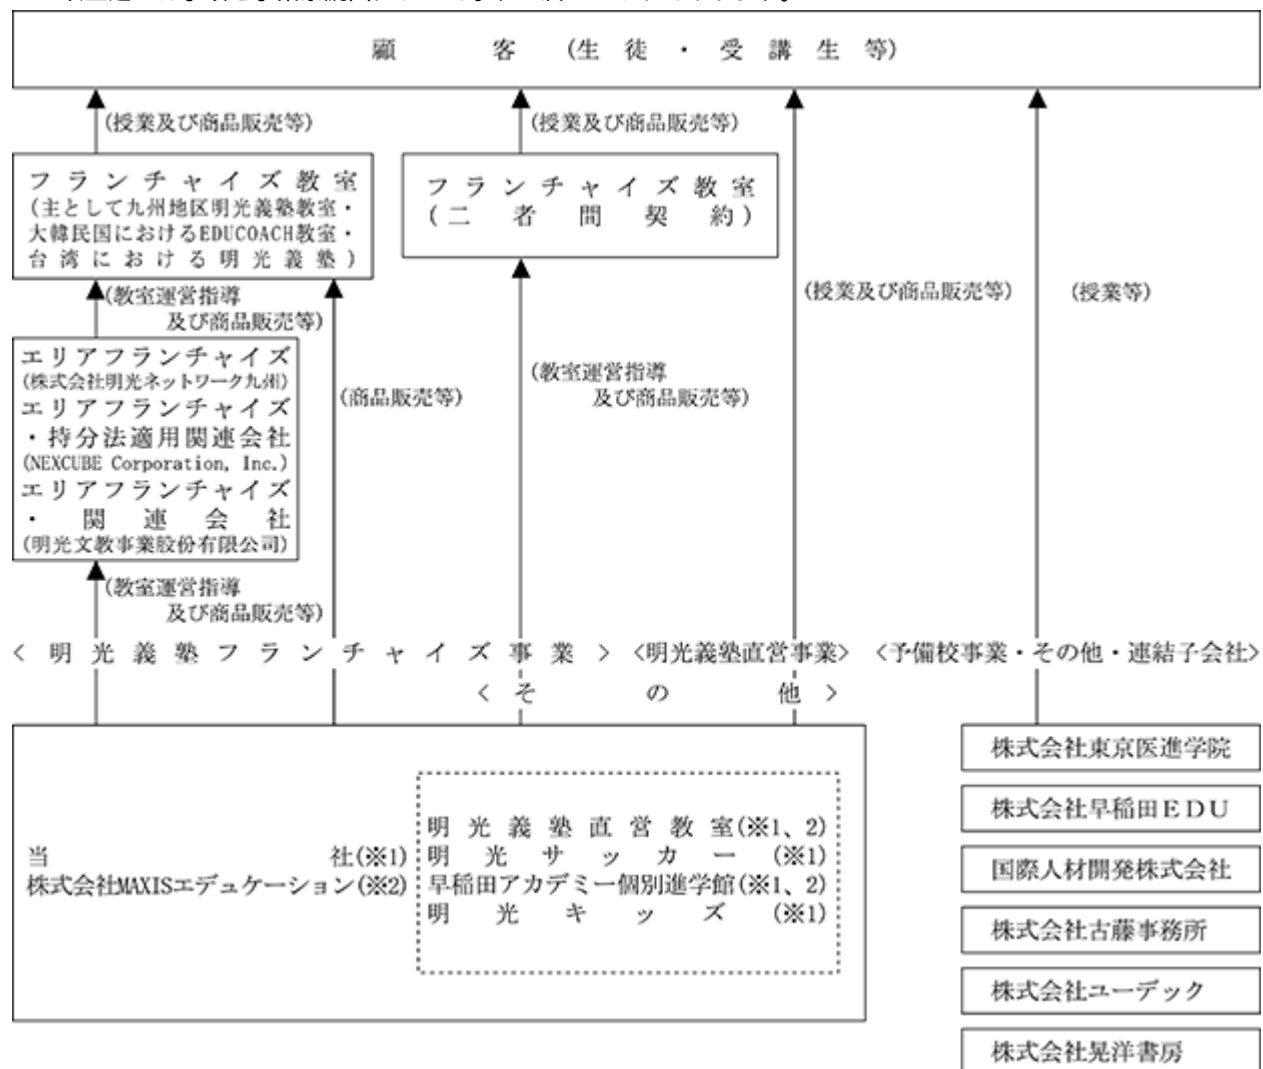 顧客(生徒・受講生等)
(授業及び商品販売等)
(授業及び商品販売等)
フランチャイズ教室
(主として九州地区明光義塾教室・
大韓民国におけるEDUCOACH教室・
台湾における明光義塾)
フランチャイズ教室
(二者間契約)
(授業及び商品販売等)
(授業等)
(教室運営指導
及び商品販売等)
エリアフランチャイズ
(株式会社明光ネットワーク九州)
エリアフランチャイズ
・持分法適用関連会社
(NEXCUBE Corporation, Inc.)
エリアフランチャイズ
・関連会社
(明光文教事業股份有限公司)
(商品販売等)
(教室運営指導
及び商品販売等)
(教室運営指導
及び商品販売等)
<明光義塾フランチャイズ事業>
<明光義塾直営事業>
<予備校事業・その他・連結子会社>
<その他>
当社(※1)
株式会社MAXISエデュケーション(※2)
明光義塾直営教室(※1、2)
明光サッカー(※1)
早稲田アカデミー個別進学館(※1、2)
明光キッズ(※1)
株式会社東京医進学院
株式会社早稲田EDU
国際人材開発株式会社
株式会社古藤事務所
株式会社ユーデック
株式会社晃洋書房